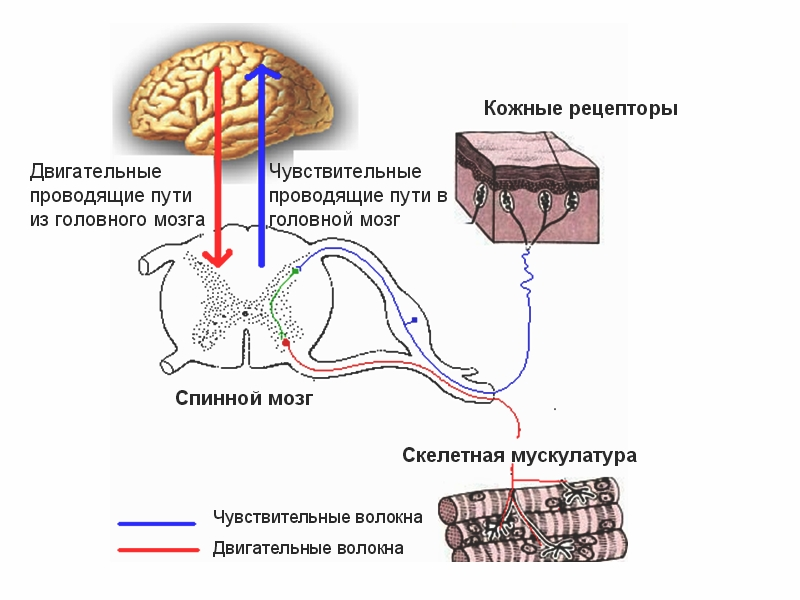 Кожные рецепторы
Двигательные
проводящие пути
из головного мозга
Чувствительные
проводящие пути в
головной мозг
Спинной мозг
Скелетная мускулатура
Чувствительные волокна
Двигательные волокна